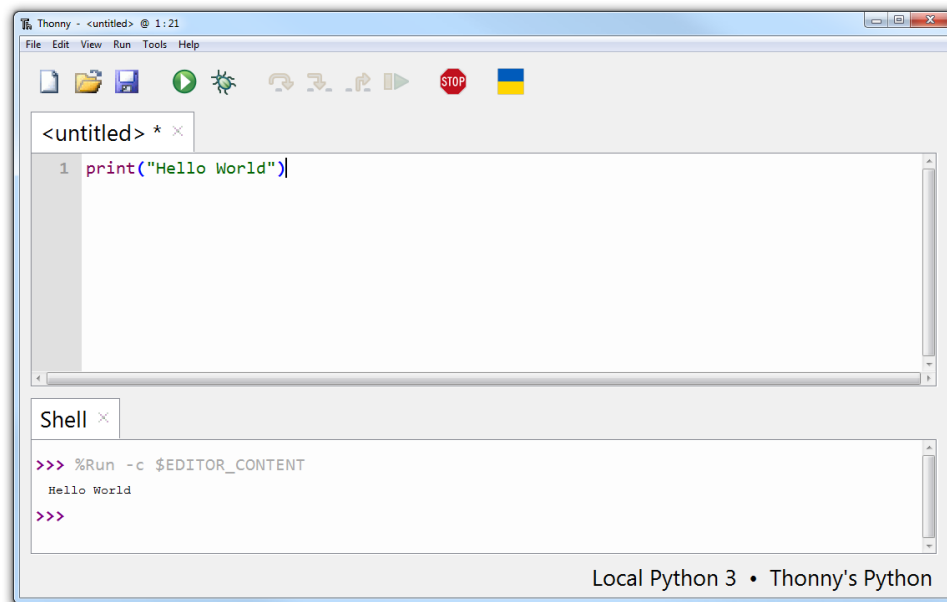 Thonny - <untitled> @ 1:21
File Edit View Run Tools Help
STOP
<untitled> *
1 print("Hello World")
Shell
>>> %Run -c $EDITOR_CONTENT
Hello World
>>>
Local Python 3 • Thonny's Python